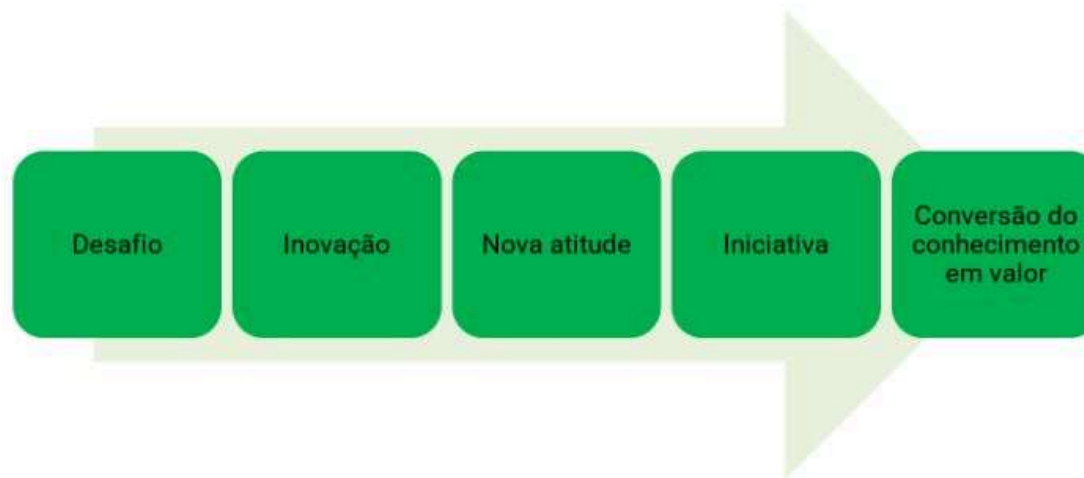 Desafio
Inovação
Nova atitude
Iniciativa
Conversão do
conhecimento
em valor